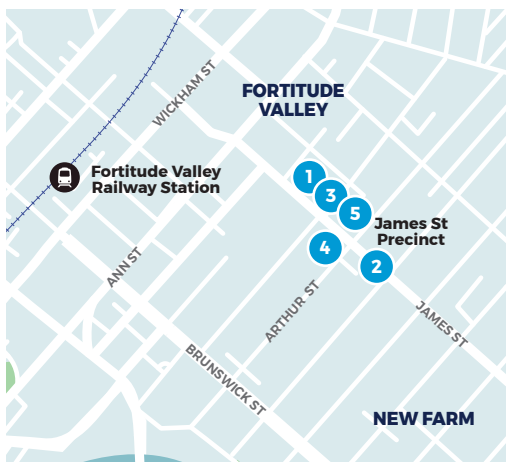 WICKHAM ST
FORTITUDE
VALLEY
Fortitude Valley
Railway Station
1
3
5
James St
Precinct
4
2
ANN ST
ARTHUR ST
JAMES ST
BRUNSWICK ST
NEW FARM